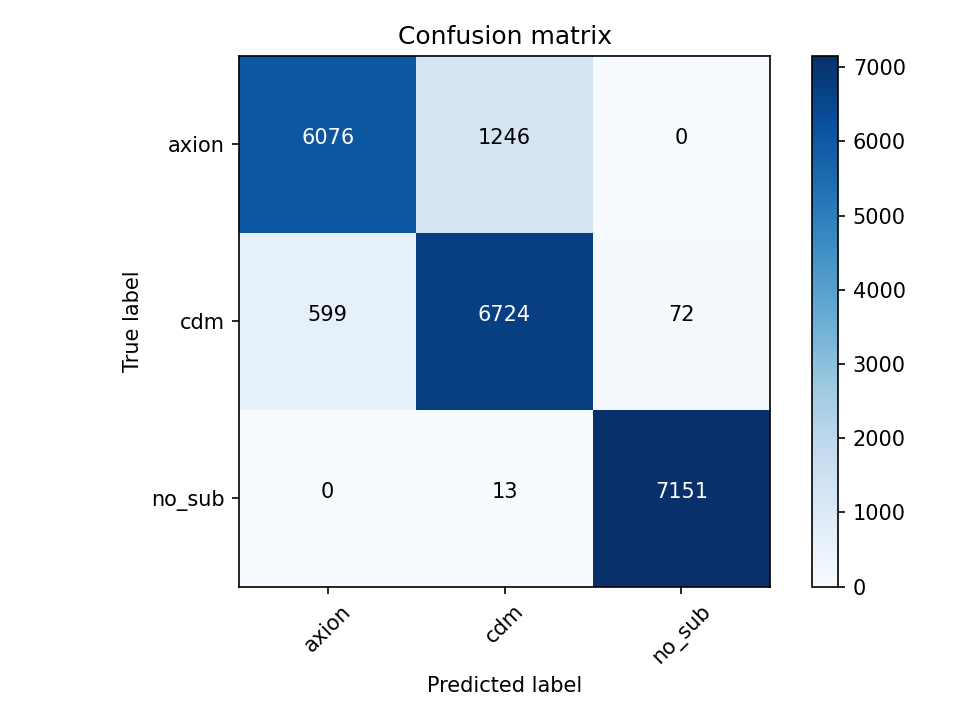 Confusion matrix
axion 6076 1246 0
cdm 599 6724 72
no_sub 0 13 7151
axion cdm no_sub
True label
Predicted label
7000
6000
5000
4000
3000
2000
1000
0